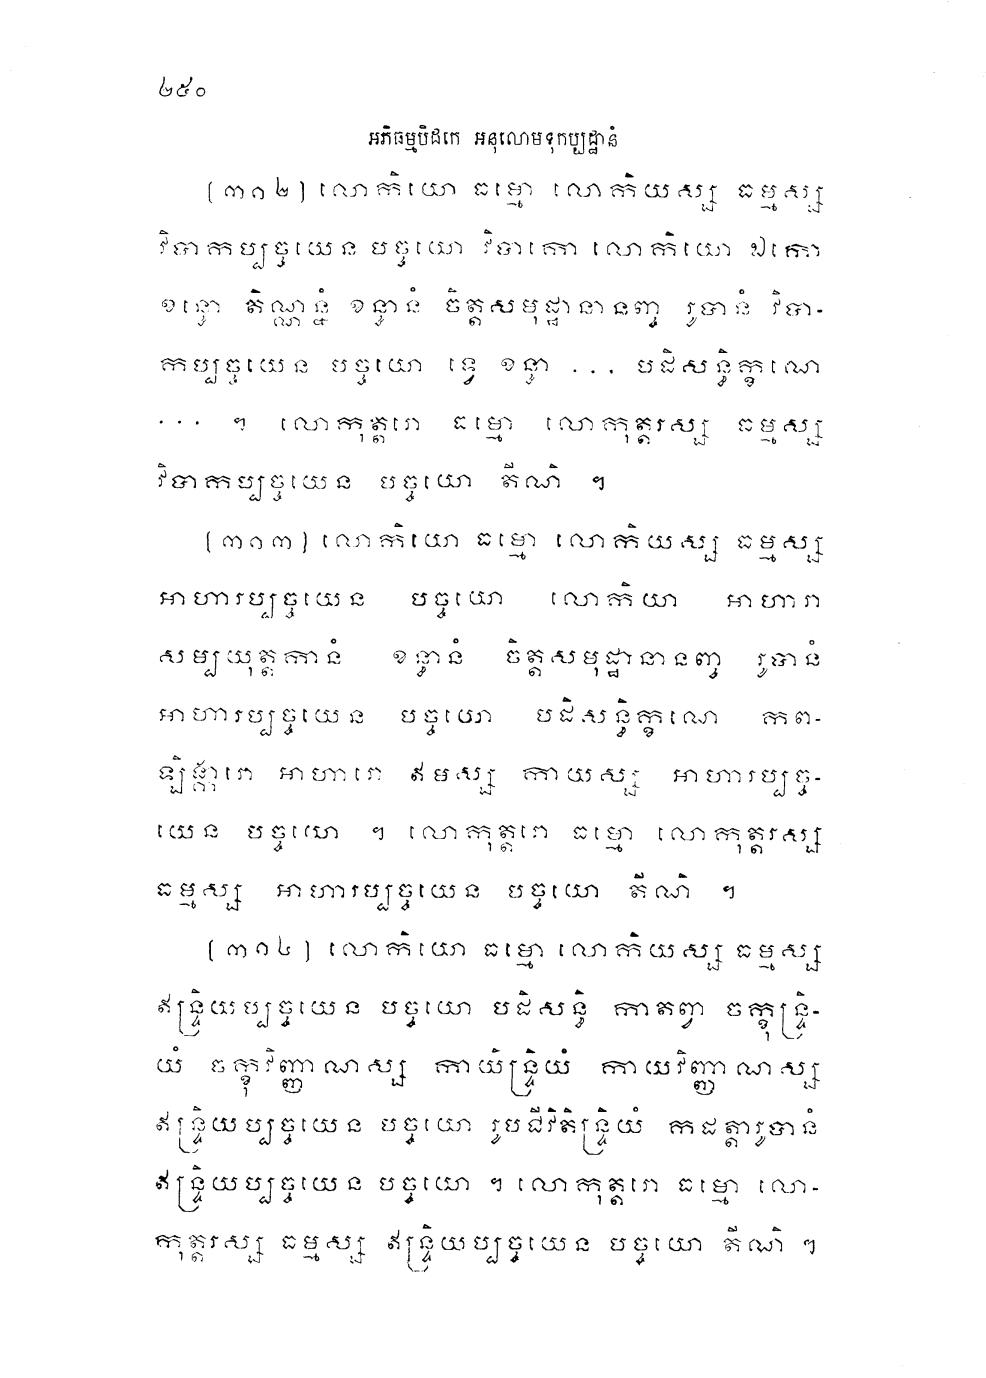 ២៥០
អភិធម្មបិដកេ អនុលោមទុកប្បដ្ឋានំ
[៣១២] លោកិយោ ធម្មោ លោកិយស្ស ធម្មស្ស
វិបាកប្បច្ចយេន បច្ចយោ វិបាកោ លោកិយោ ឯកោ
ខន្ធោ តិណ្ណន្នំ ខន្ធានំ ចិត្តសមុដ្ឋានានញ្ច រូបានំ វិបា-
កប្បច្ចយេន បច្ចយោ ទ្វេ ខន្ធា ... បដិសន្ធិក្ខណេ
... ។ លោកុត្តរោ ធម្មោ លោកុត្តរស្ស ធម្មស្ស
វិបាកប្បច្ចយេន បច្ចយោ តីណិ ។
[៣១៣] លោកិយោ ធម្មោ លោកិយស្ស ធម្មស្ស
អាហារប្បច្ចយេន បច្ចយោ លោកិយា អាហារា
សម្បយុត្តកានំ ខន្ធានំ ចិត្តសមុដ្ឋានានញ្ច រូបានំ
អាហារប្បច្ចយេន បច្ចយោ បដិសន្ធិក្ខណេ កព-
ឡិង្ការោ អាហារោ ឥមស្ស កាយស្ស អាហារប្បច្ច-
យេន បច្ចយោ ។ លោកុត្តរោ ធម្មោ លោកុត្តរស្ស
ធម្មស្ស អាហារប្បច្ចយេន បច្ចយោ តីណិ ។
[៣១៤] លោកិយោ ធម្មោ លោកិយស្ស ធម្មស្ស
ឥន្ទ្រិយប្បច្ចយេន បច្ចយោ បដិសន្ធិ កាតញ្វា ចក្ខុន្ទ្រិ-
យំ ចក្ខុវិញ្ញាណស្ស កាយិន្ទ្រិយំ កាយវិញ្ញាណស្ស
ឥន្ទ្រិយប្បច្ចយេន បច្ចយោ រូបជីវិតិន្ទ្រិយំ កដត្តារូបានំ
ឥន្ទ្រិយប្បច្ចយេន បច្ចយោ ។ លោកុត្តរោ ធម្មោ លោ-
កុត្តរស្ស ធម្មស្ស ឥន្ទ្រិយប្បច្ចយេន បច្ចយោ តីណិ ។